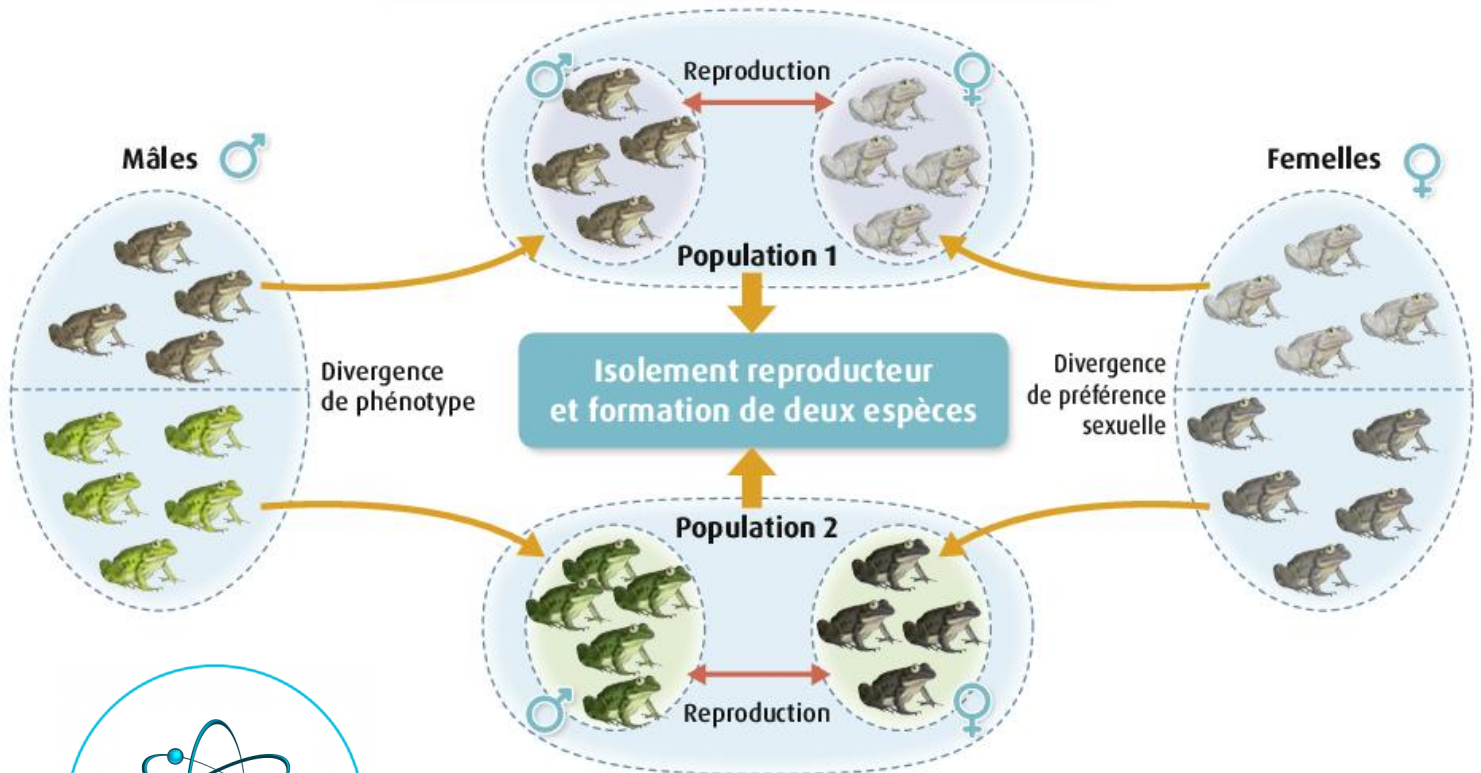 Reproduction
Mâles
Femelles
Population 1
Divergence
de phénotype
Isolement reproducteur
et formation de deux espèces
Divergence
de préférence
sexuelle
Population 2
Reproduction